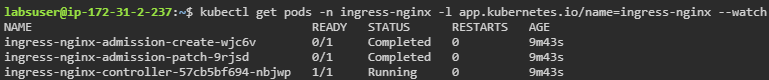 labsuser@ip-172-31-2-237:~$ kubectl get pods -n ingress-nginx -l app.kubernetes.io/name=ingress-nginx --watch
NAME READY STATUS RESTARTS AGE
ingress-nginx-admission-create-wjc6v 0/1 Completed 0 9m43s
ingress-nginx-admission-patch-9rjsd 0/1 Completed 0 9m43s
ingress-nginx-controller-57cb5bf694-nbjwp 1/1 Running 0 9m43s